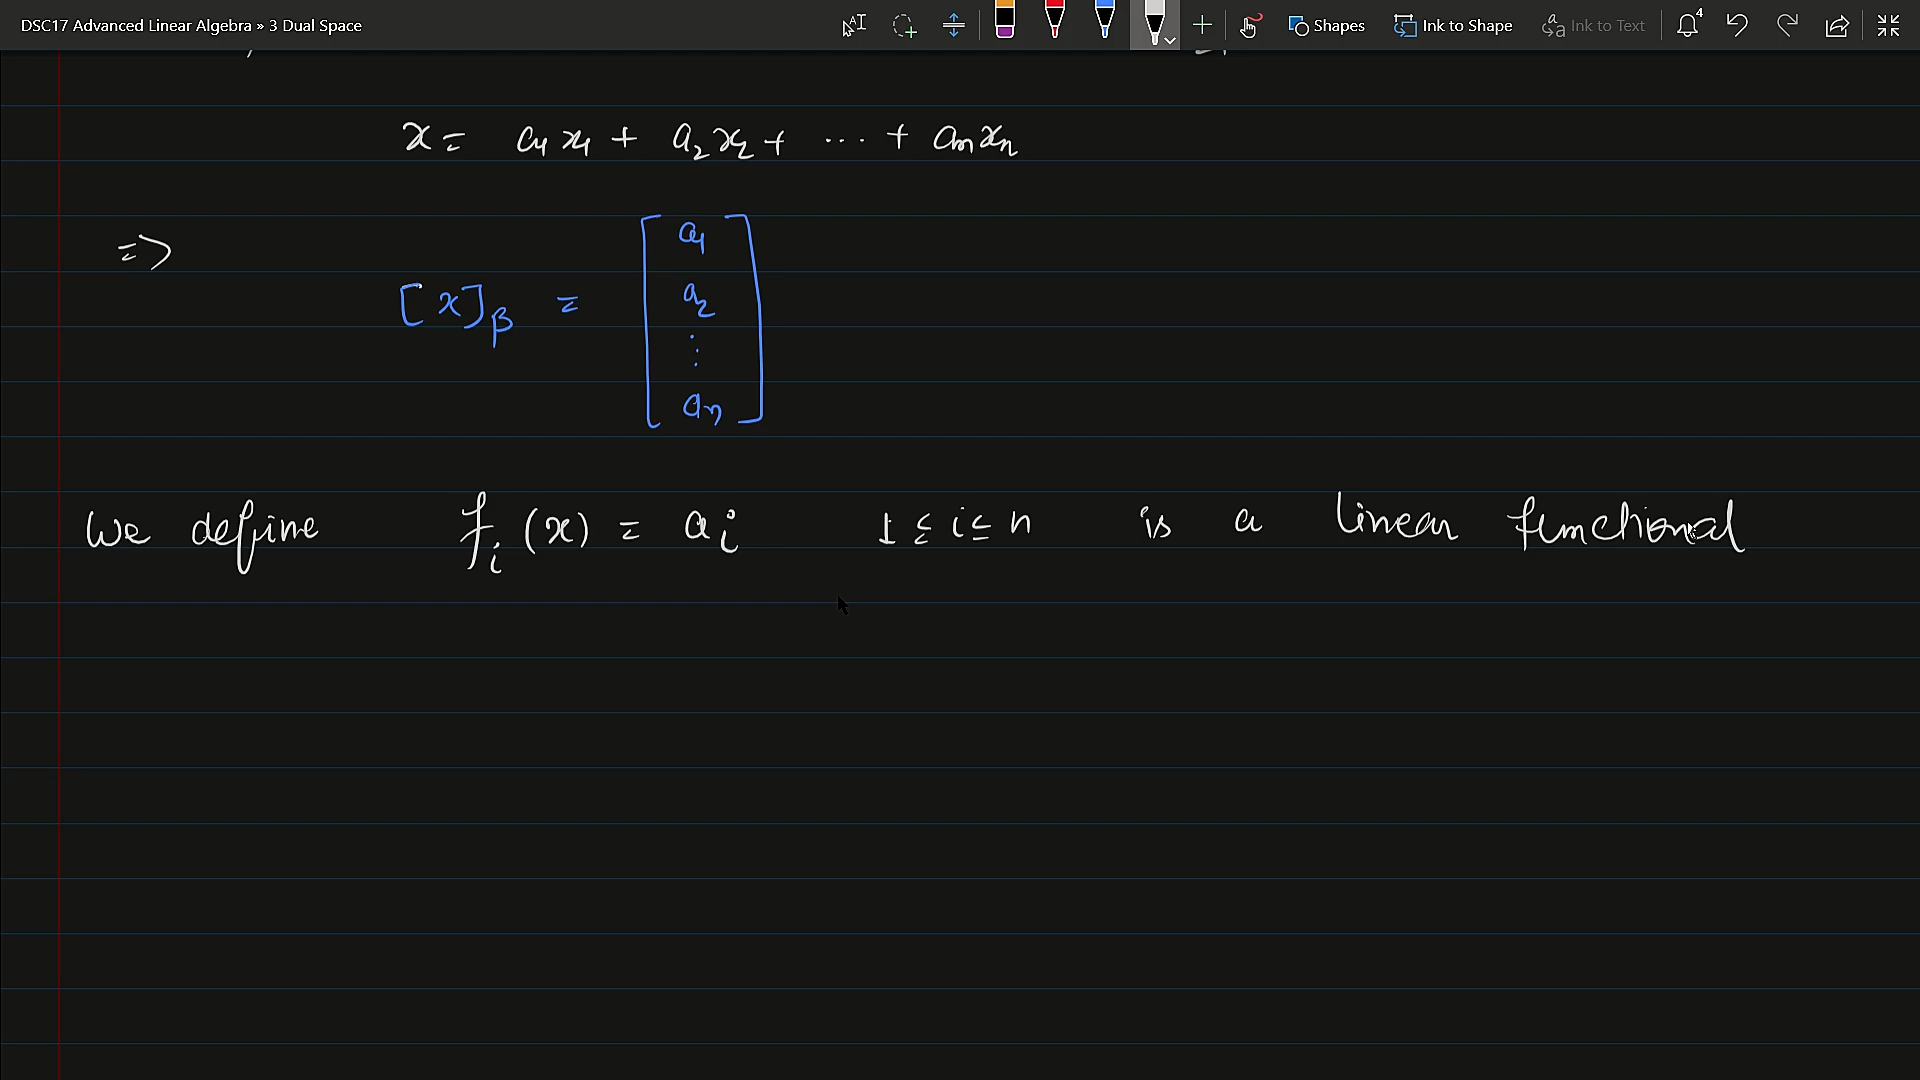 DSC17 Advanced Linear Algebra » 3 Dual Space Shapes Ink to Shape Ink to Text 4
x = a₁x₁ + a₂x₂ + ... + aₙxₙ
=> [x]β = [ a₁
a₂
⋮
aₙ ]
We define fᵢ(x) = aᵢ 1 ≤ i ≤ n is a linear functional